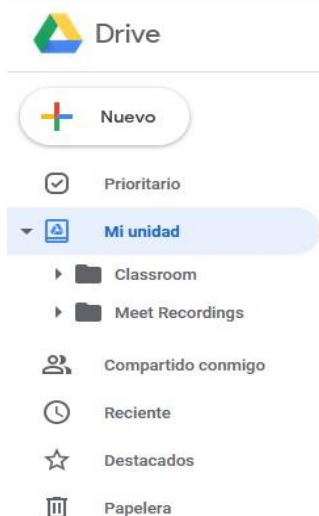 Drive
Nuevo
Prioritario
Mi unidad
Classroom
Meet Recordings
Compartido conmigo
Reciente
Destacados
Papelera